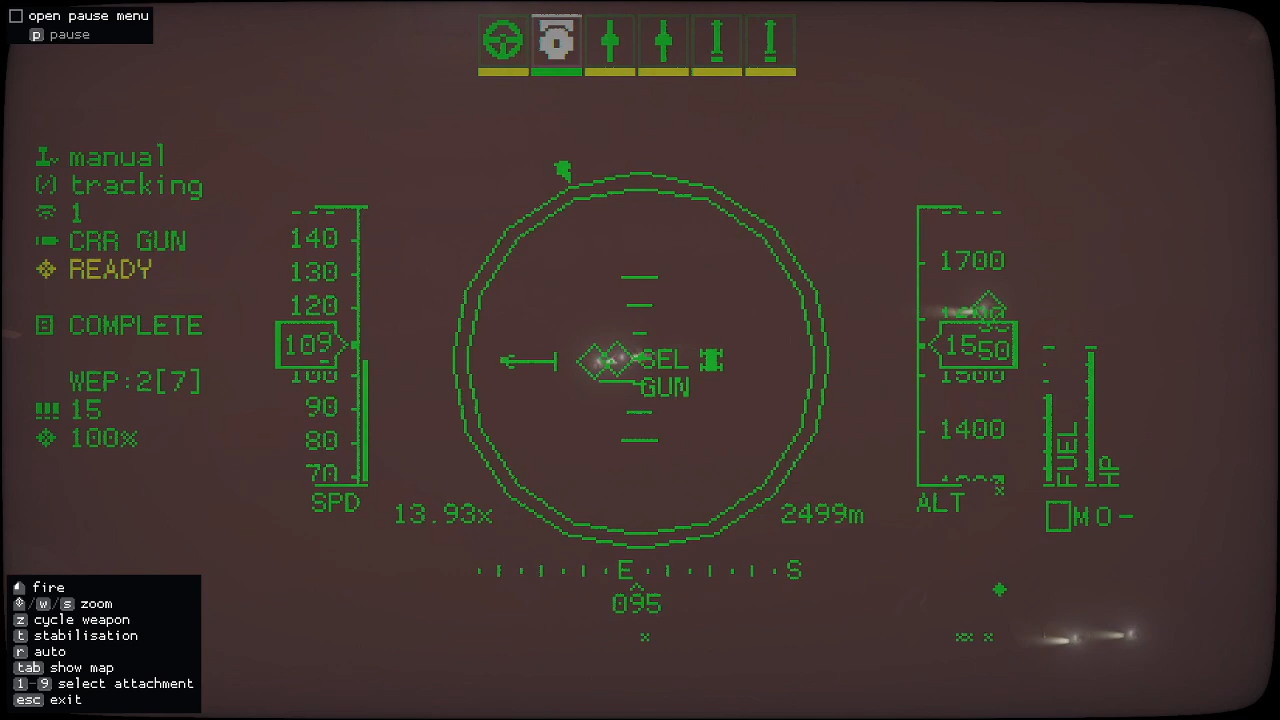 open pause menu
p pause
manual
tracking
1
CRR GUN
READY
COMPLETE
WEP:2[7]
15
100%
140
130
120
109
100
90
80
70
SPD
13.93x
SEL
GUN
2499m
1700
1550
1500
1400
ALT
FUEL
HP
MO-
E
S
095
fire
/w/s zoom
z cycle weapon
t stabilisation
r auto
tab show map
1-9 select attachment
esc exit